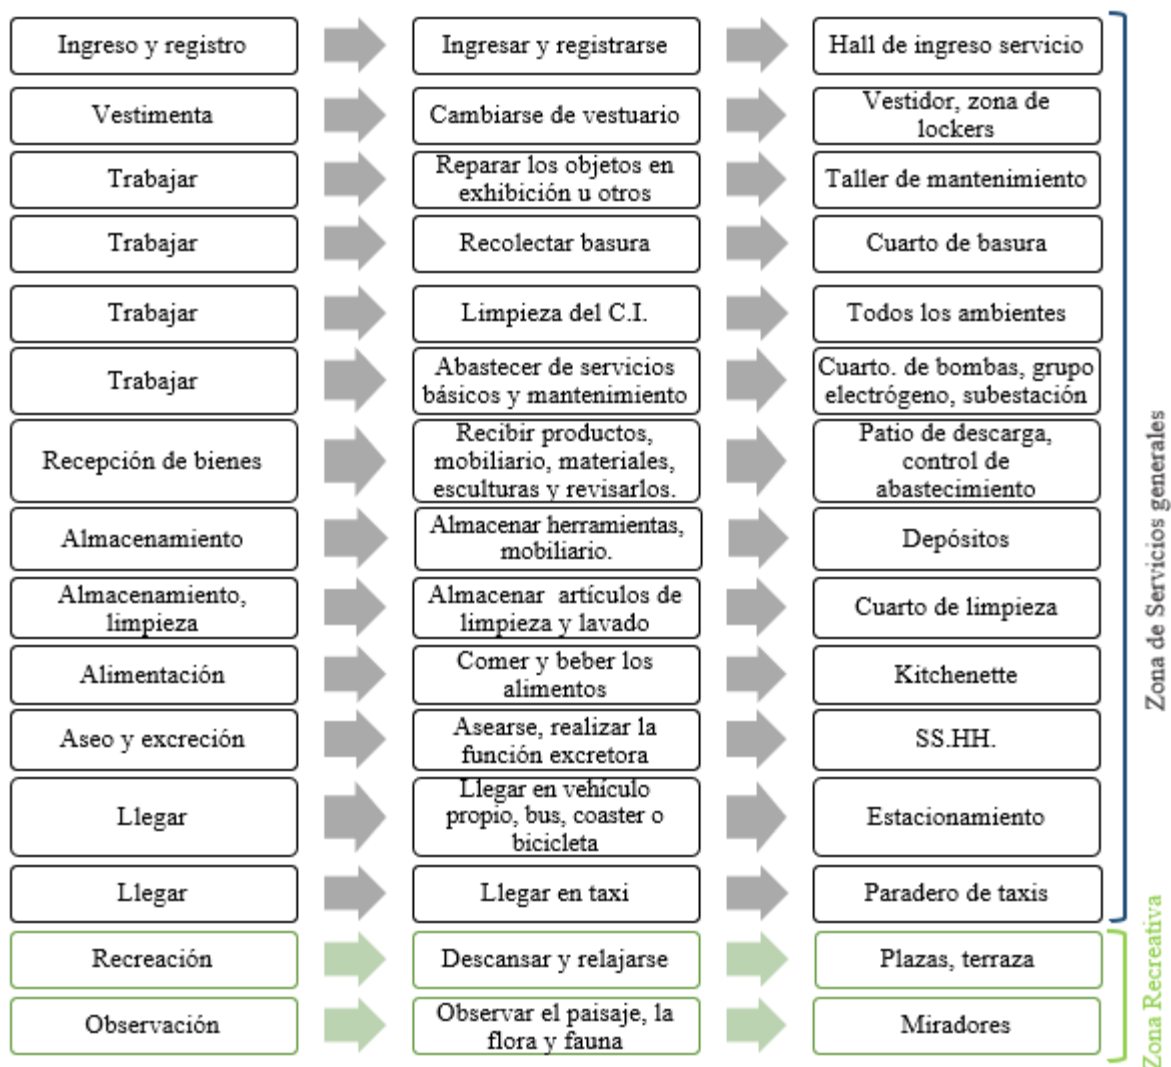 Ingreso y registro
Ingresar y registrarse
Hall de ingreso servicio
Vestimenta
Cambiarse de vestuario
Vestidor, zona de
lockers
Trabajar
Reparar los objetos en
exhibición u otros
Taller de mantenimiento
Trabajar
Recolectar basura
Cuarto de basura
Trabajar
Limpieza del C.I.
Todos los ambientes
Trabajar
Abastecer de servicios
básicos y mantenimiento
Cuarto. de bombas, grupo
electrógeno, subestación
Recepción de bienes
Recibir productos,
mobiliario, materiales,
esculturas y revisarlos.
Patio de descarga,
control de
abastecimiento
Almacenamiento
Almacenar herramientas,
mobiliario.
Depósitos
Almacenamiento,
limpieza
Almacenar artículos de
limpieza y lavado
Cuarto de limpieza
Alimentación
Comer y beber los
alimentos
Kitchenette
Aseo y excreción
Asearse, realizar la
función excretora
SS.HH.
Llegar
Llegar en vehículo
propio, bus, coaster o
bicicleta
Estacionamiento
Llegar
Llegar en taxi
Paradero de taxis
Zona de Servicios generales
Recreación
Descansar y relajarse
Plazas, terraza
Observación
Observar el paisaje, la
flora y fauna
Miradores
Zona Recreativa